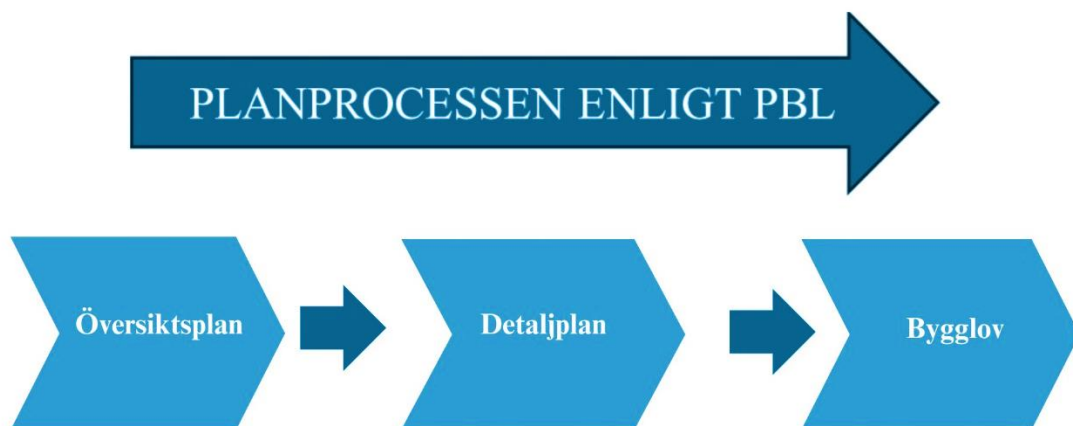 PLANPROCESSEN ENLIGT PBL
Översiktsplan
Detaljplan
Bygglov